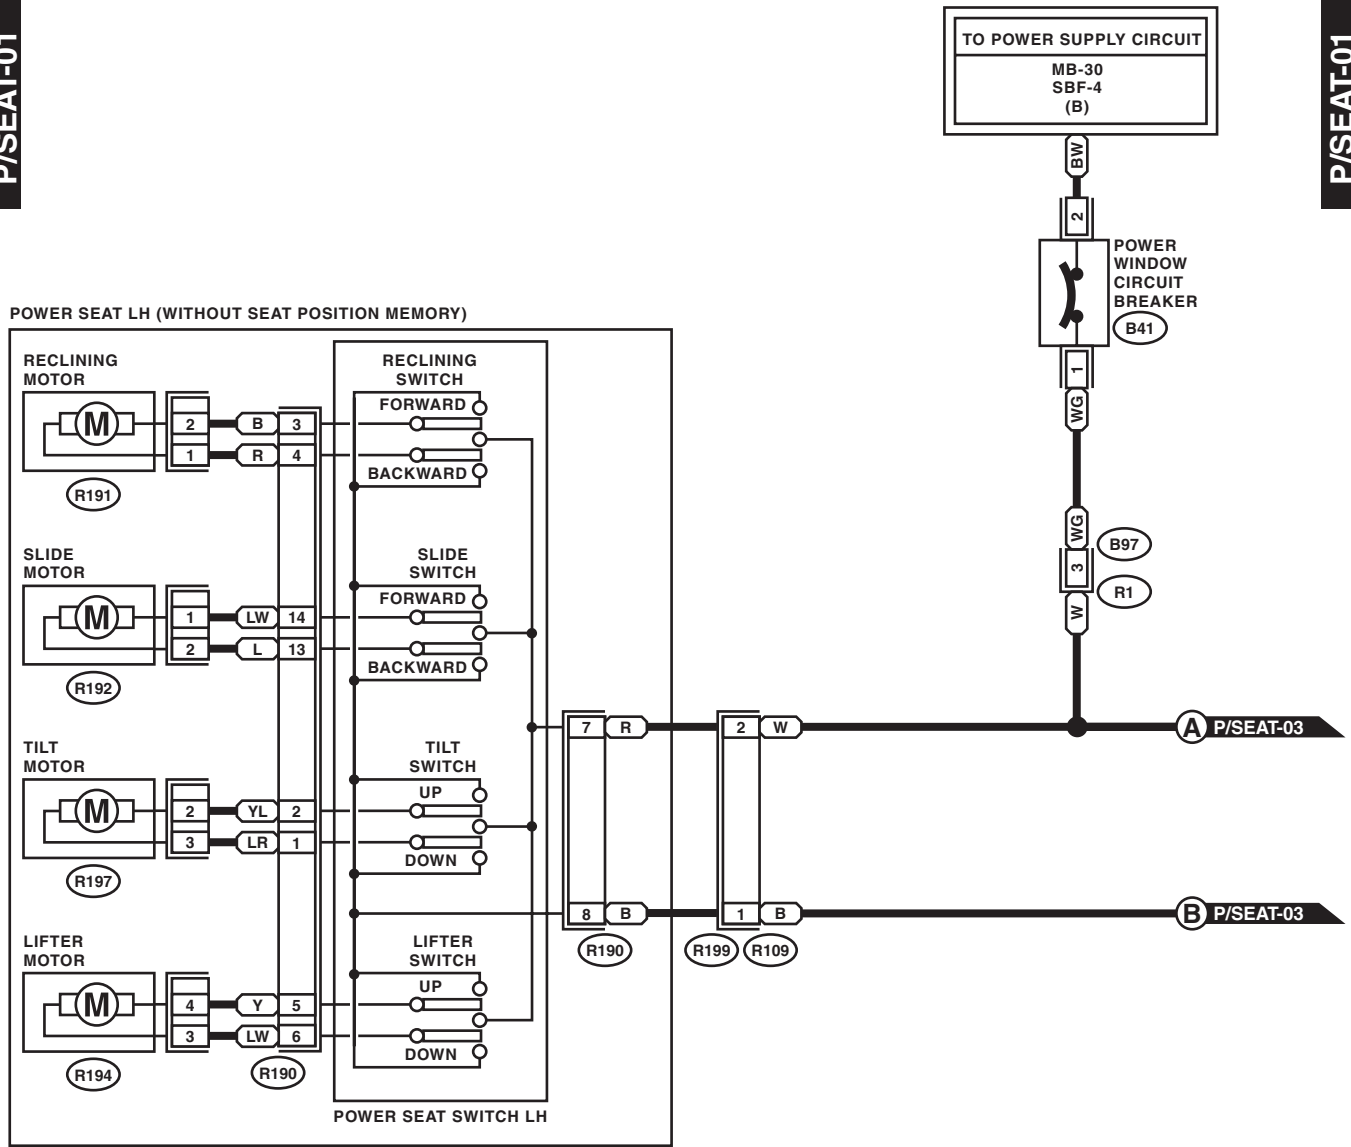 P/SEAT-01
P/SEAT-01
TO POWER SUPPLY CIRCUIT
MB-30
SBF-4
(B)
BW
2
POWER
WINDOW
CIRCUIT
BREAKER
B41
1
WG
WG
B97
3
R1
W
POWER SEAT LH (WITHOUT SEAT POSITION MEMORY)
RECLINING
MOTOR
M
2 B 3
1 R 4
R191
RECLINING
SWITCH
FORWARD
BACKWARD
SLIDE
MOTOR
M
1 LW 14
2 L 13
R192
SLIDE
SWITCH
FORWARD
BACKWARD
TILT
MOTOR
M
2 YL 2
3 LR 1
R197
TILT
SWITCH
UP
DOWN
7 R 2 W A P/SEAT-03
8 B 1 B B P/SEAT-03
R190 R199 R109
LIFTER
MOTOR
M
4 Y 5
3 LW 6
R194 R190
LIFTER
SWITCH
UP
DOWN
POWER SEAT SWITCH LH